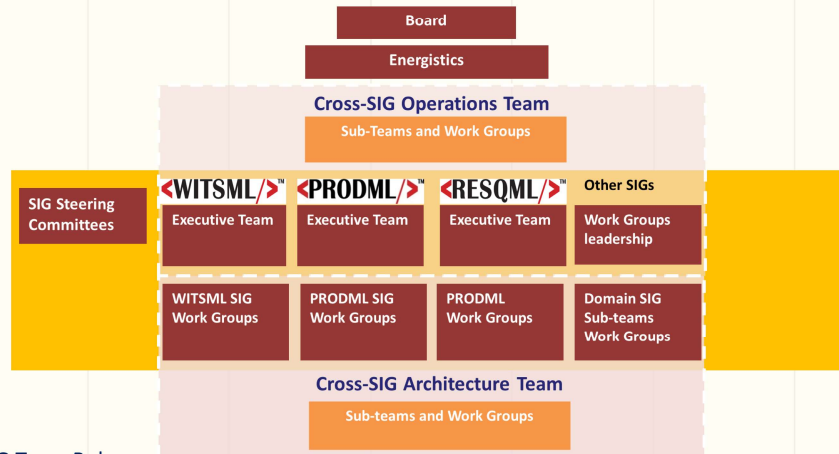 Board
Energistics
Cross-SIG Operations Team
Sub-Teams and Work Groups
SIG Steering
Committees
<WITSML/>™
<PRODML/>™
<RESQML/>™
Other SIGs
Executive Team
Executive Team
Executive Team
Work Groups
leadership
WITSML SIG
Work Groups
PRODML SIG
Work Groups
PRODML
Work Groups
Domain SIG
Sub-teams
Work Groups
Cross-SIG Architecture Team
Sub-teams and Work Groups